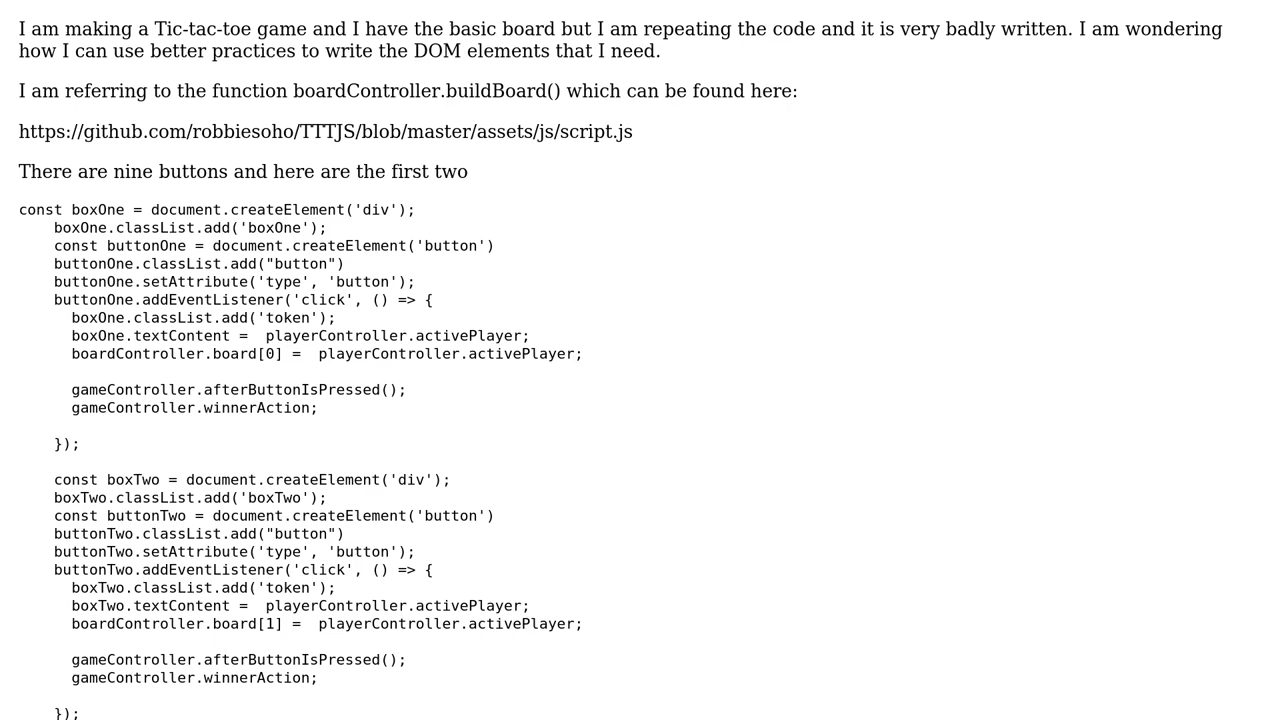 I am making a Tic-tac-toe game and I have the basic board but I am repeating the code and it is very badly written. I am wondering
how I can use better practices to write the DOM elements that I need.
I am referring to the function boardController.buildBoard() which can be found here:
https://github.com/robbiesoho/TTTJS/blob/master/assets/js/script.js
There are nine buttons and here are the first two
const boxOne = document.createElement('div');
    boxOne.classList.add('boxOne');
    const buttonOne = document.createElement('button')
    buttonOne.classList.add("button")
    buttonOne.setAttribute('type', 'button');
    buttonOne.addEventListener('click', () => {
      boxOne.classList.add('token');
      boxOne.textContent =  playerController.activePlayer;
      boardController.board[0] =  playerController.activePlayer;

      gameController.afterButtonIsPressed();
      gameController.winnerAction;

    });

    const boxTwo = document.createElement('div');
    boxTwo.classList.add('boxTwo');
    const buttonTwo = document.createElement('button')
    buttonTwo.classList.add("button")
    buttonTwo.setAttribute('type', 'button');
    buttonTwo.addEventListener('click', () => {
      boxTwo.classList.add('token');
      boxTwo.textContent =  playerController.activePlayer;
      boardController.board[1] =  playerController.activePlayer;

      gameController.afterButtonIsPressed();
      gameController.winnerAction;

    });